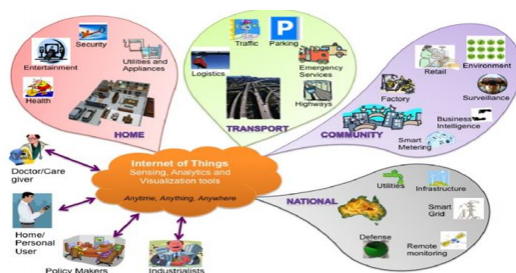 Security
Entertainment
Utilities and
Appliances
Health
HOME
Traffic
Parking
P
Logistics
Emergency
Services
Highways
TRANSPORT
Retail
Environment
Factory
Surveillance
Business
Intelligence
Smart
Metering
COMMUNITY
Internet of Things
Sensing, Analytics and
Visualization tools
Anytime, Anything, Anywhere
Doctor/Care
giver
Home/
Personal
User
Policy Makers
Industrialists
NATIONAL
Utilities
Infrastructure
Smart
Grid
Defense
Remote
monitoring